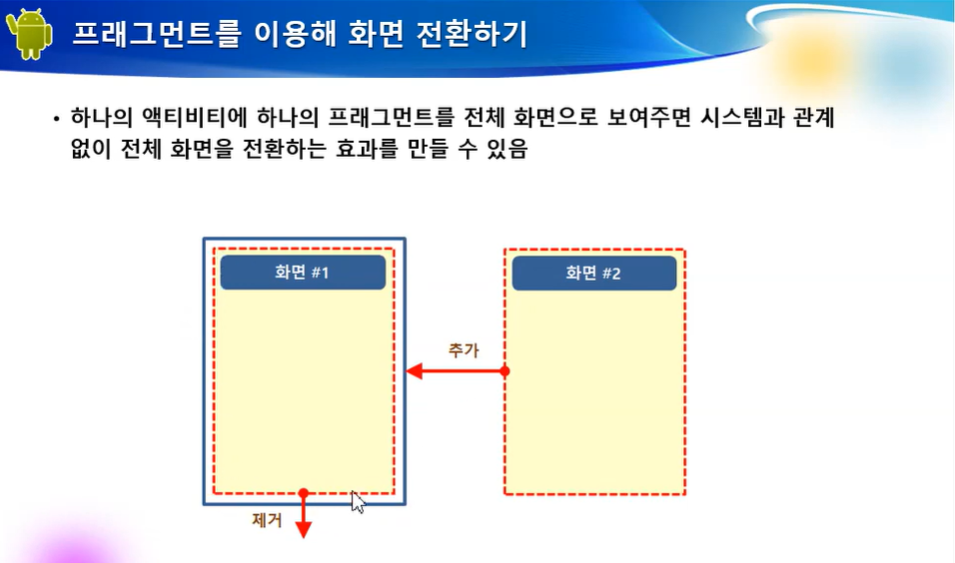 프래그먼트를 이용해 화면 전환하기
• 하나의 액티비티에 하나의 프래그먼트를 전체 화면으로 보여주면 시스템과 관계
없이 전체 화면을 전환하는 효과를 만들 수 있음
화면 #1
화면 #2
추가
제거